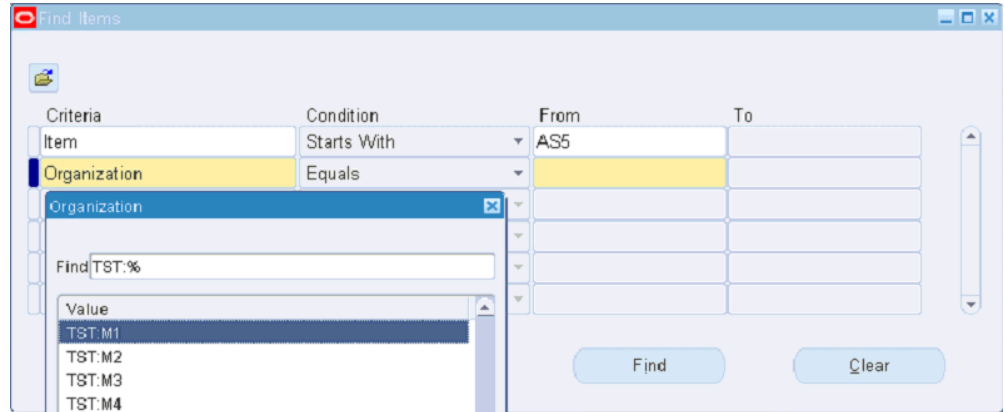 Find Items
Criteria Condition From To
Item Starts With AS5
Organization Equals
Organization
Find TST:%
Value
TST:M1
TST:M2
TST:M3
TST:M4
Find Clear